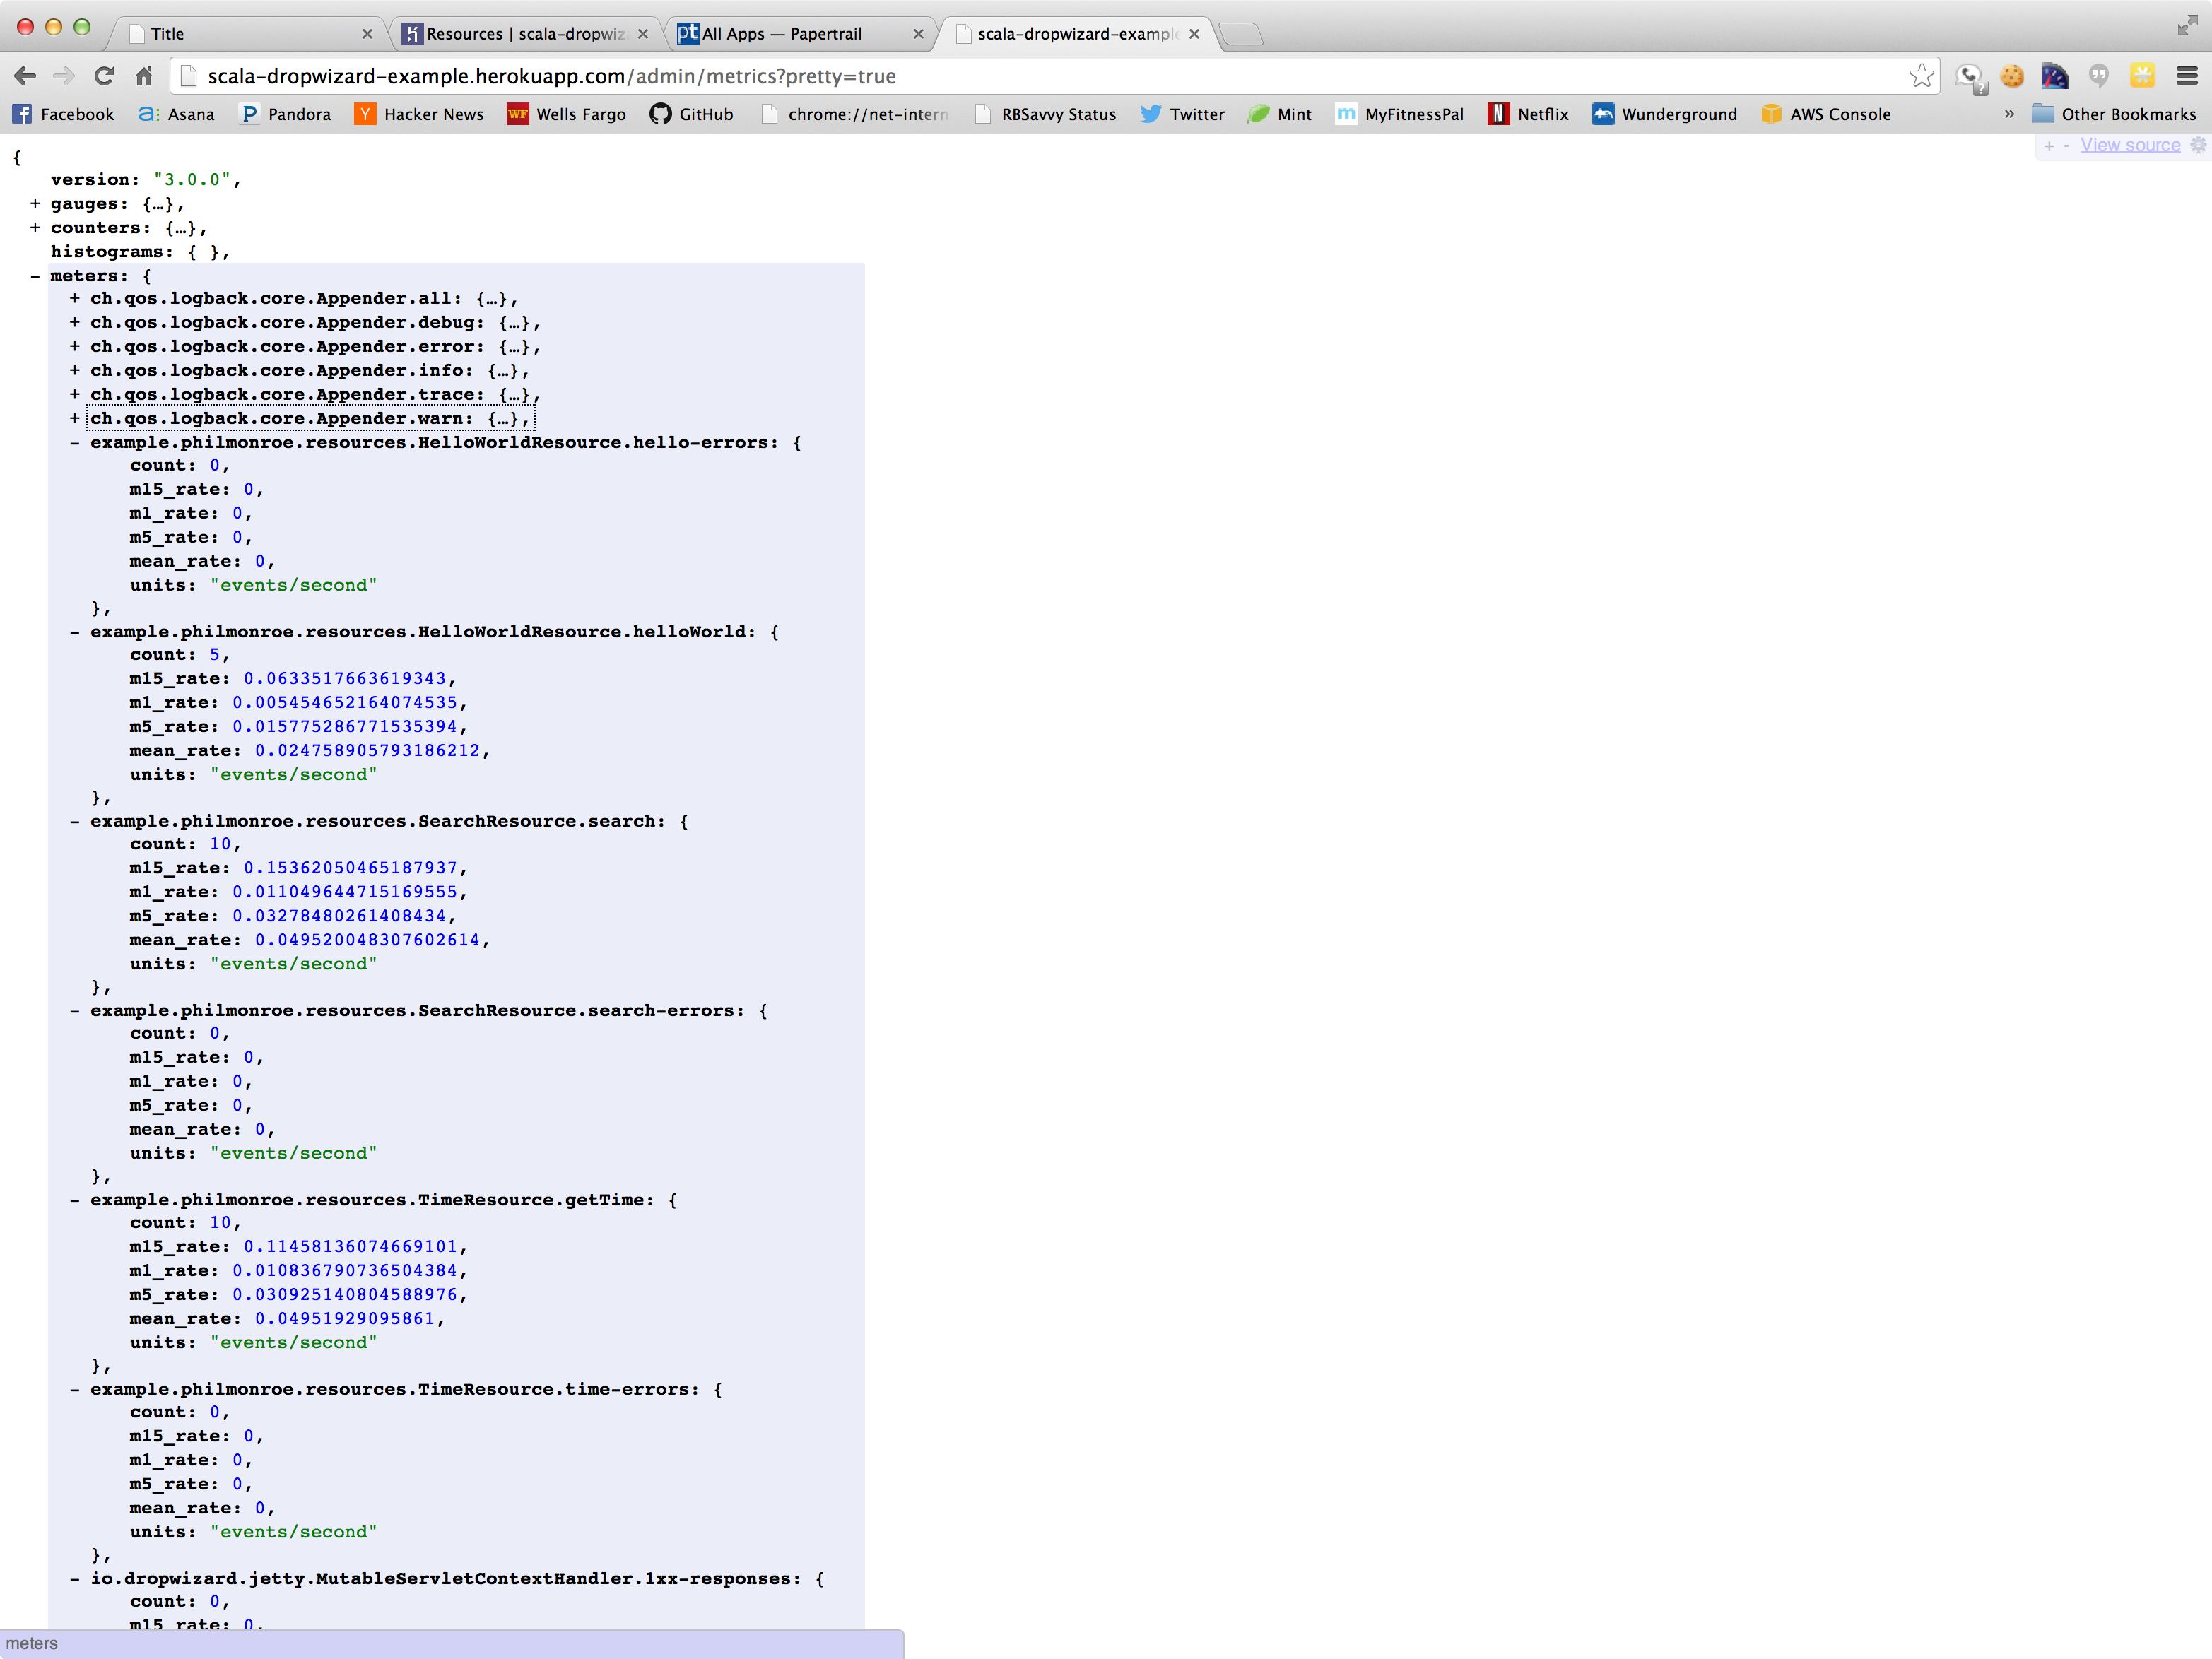 Title
Resources | scala-dropwiz
All Apps — Papertrail
scala-dropwizard-example
scala-dropwizard-example.herokuapp.com/admin/metrics?pretty=true
Facebook
Asana
Pandora
Hacker News
Wells Fargo
GitHub
chrome://net-intern
RBSavvy Status
Twitter
Mint
MyFitnessPal
Netflix
Wunderground
AWS Console
»
Other Bookmarks
+ - View source
{
version: "3.0.0",
+ gauges: {…},
+ counters: {…},
histograms: { },
- meters: {
+ ch.qos.logback.core.Appender.all: {…},
+ ch.qos.logback.core.Appender.debug: {…},
+ ch.qos.logback.core.Appender.error: {…},
+ ch.qos.logback.core.Appender.info: {…},
+ ch.qos.logback.core.Appender.trace: {…},
+ ch.qos.logback.core.Appender.warn: {…},
- example.philmonroe.resources.HelloWorldResource.hello-errors: {
count: 0,
m15_rate: 0,
m1_rate: 0,
m5_rate: 0,
mean_rate: 0,
units: "events/second"
},
- example.philmonroe.resources.HelloWorldResource.helloWorld: {
count: 5,
m15_rate: 0.0633517663619343,
m1_rate: 0.005454652164074535,
m5_rate: 0.015775286771535394,
mean_rate: 0.024758905793186212,
units: "events/second"
},
- example.philmonroe.resources.SearchResource.search: {
count: 10,
m15_rate: 0.15362050465187937,
m1_rate: 0.011049644715169555,
m5_rate: 0.03278480261408434,
mean_rate: 0.049520048307602614,
units: "events/second"
},
- example.philmonroe.resources.SearchResource.search-errors: {
count: 0,
m15_rate: 0,
m1_rate: 0,
m5_rate: 0,
mean_rate: 0,
units: "events/second"
},
- example.philmonroe.resources.TimeResource.getTime: {
count: 10,
m15_rate: 0.11458136074669101,
m1_rate: 0.010836790736504384,
m5_rate: 0.030925140804588976,
mean_rate: 0.04951929095861,
units: "events/second"
},
- example.philmonroe.resources.TimeResource.time-errors: {
count: 0,
m15_rate: 0,
m1_rate: 0,
m5_rate: 0,
mean_rate: 0,
units: "events/second"
},
- io.dropwizard.jetty.MutableServletContextHandler.1xx-responses: {
count: 0,
m15_rate: 0,
meters